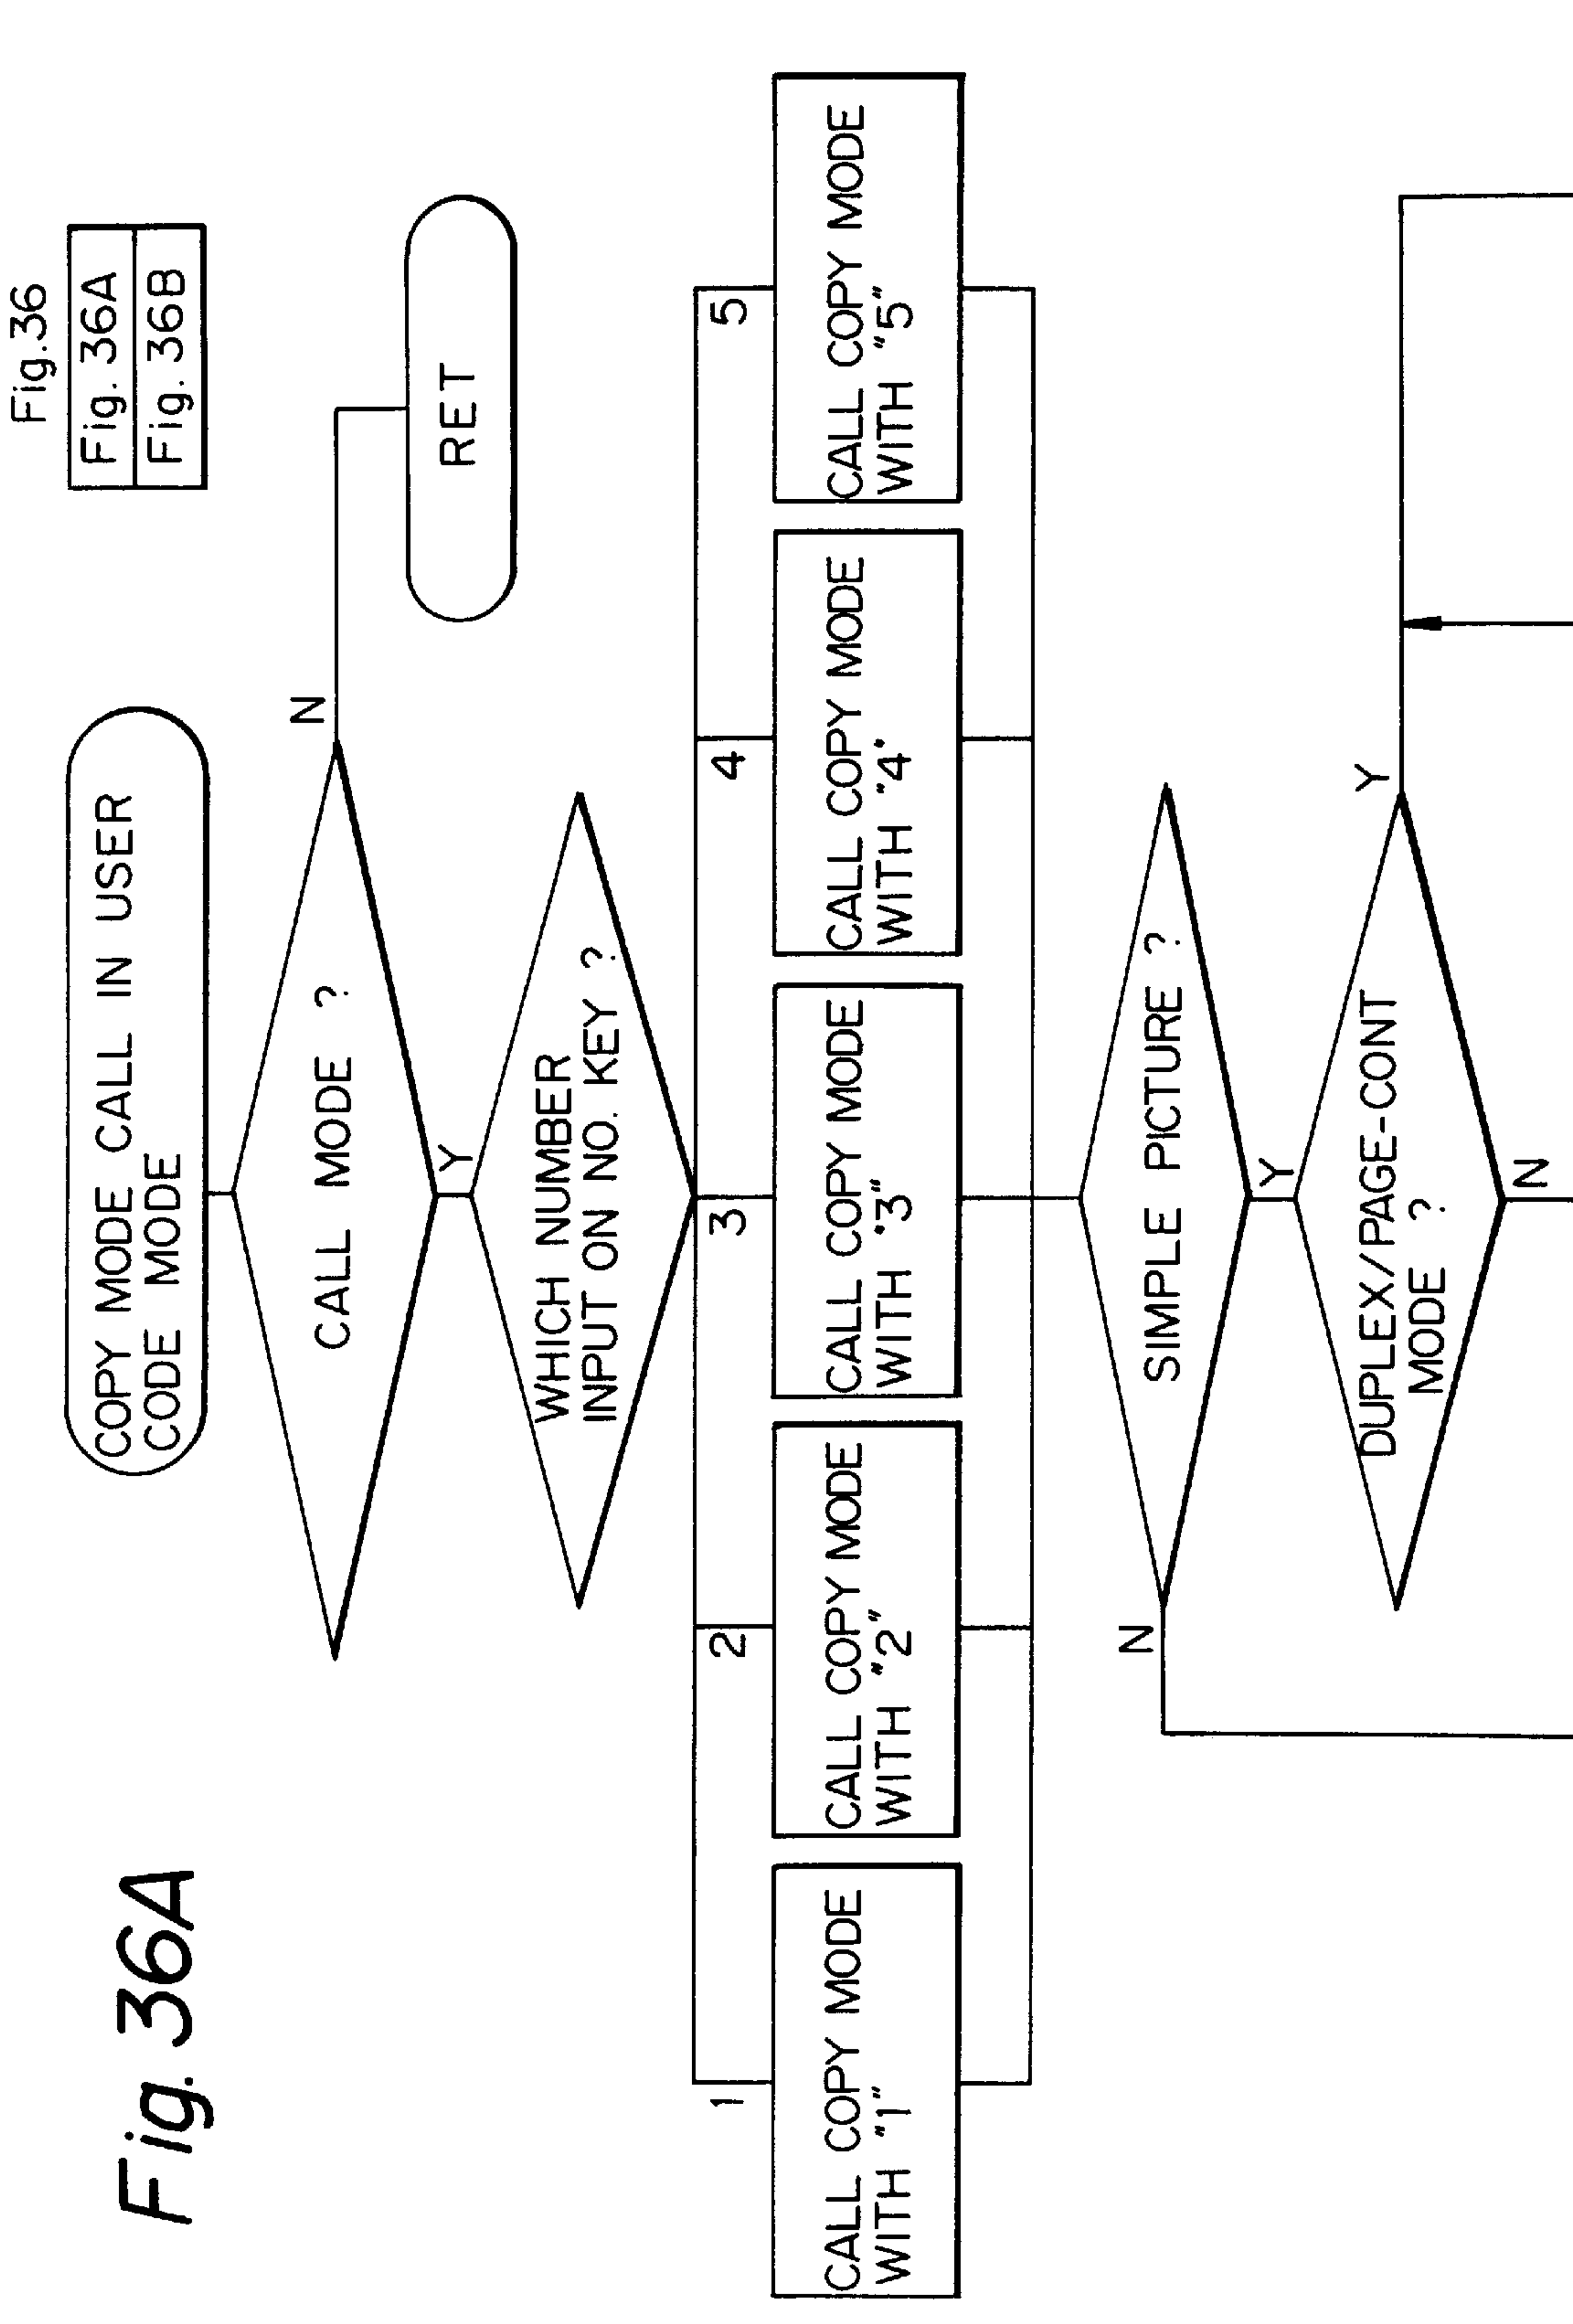 Fig. 36A
Fig.36
Fig. 36A
Fig. 36B
COPY MODE CALL IN USER
CODE MODE
CALL MODE ?
N
RET
Y
WHICH NUMBER
INPUT ON NO. KEY ?
1
2
3
4
5
CALL COPY MODE
WITH "1"
CALL COPY MODE
WITH "2"
CALL COPY MODE
WITH "3"
CALL COPY MODE
WITH "4"
CALL COPY MODE
WITH "5"
SIMPLE PICTURE ?
N
Y
DUPLEX/PAGE-CONT
MODE ?
Y
N